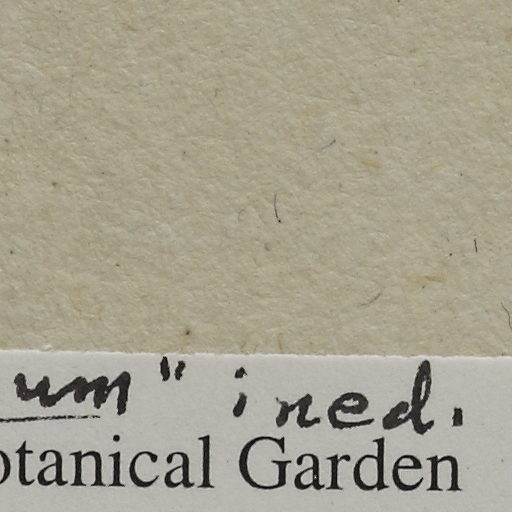 um" ined.
otanical Garden